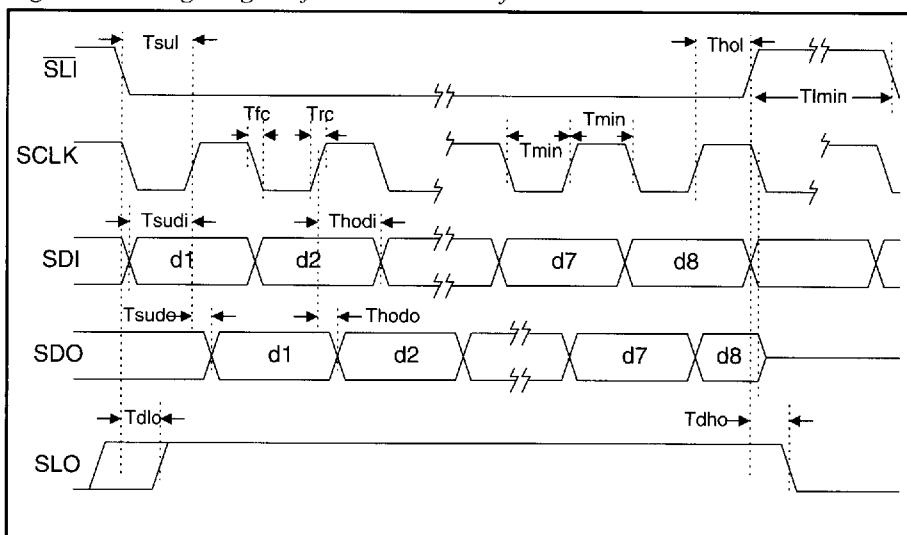 Tsul
Thol
SLI
Tlmin
Tfc
Trc
Tmin
Tmin
SCLK
Tsudi
Thodi
SDI
d1
d2
d7
d8
Tsudo
Thodo
SDO
d1
d2
d7
d8
Tdlo
Tdho
SLO